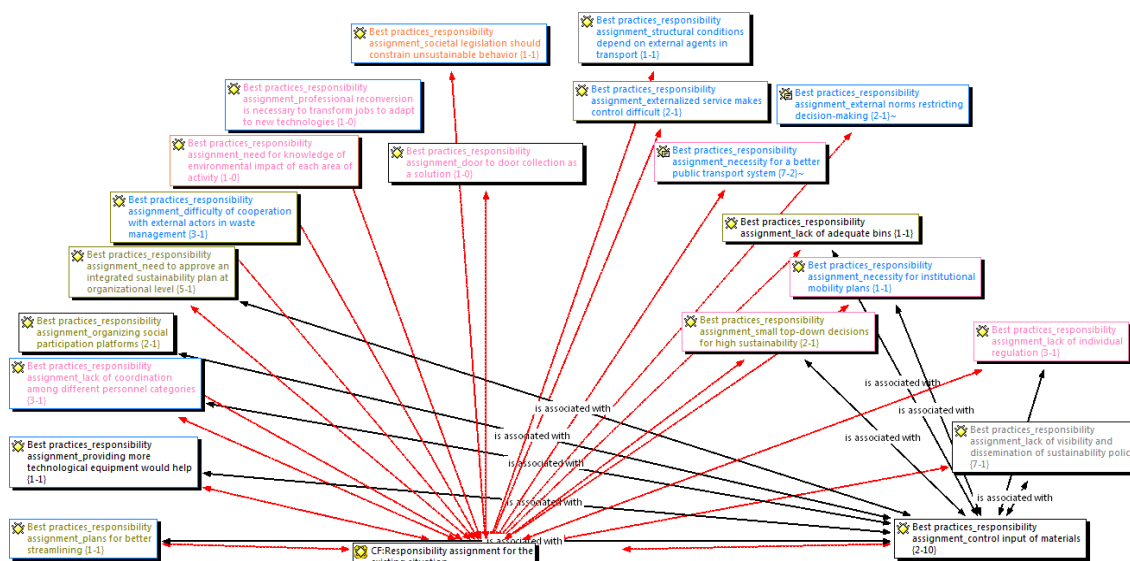 Best practices_responsibility
assignment_societal legislation should
constrain unsustainable behavior {1-1}
Best practices_responsibility
assignment_structural conditions
depend on external agents in
transport {1-1}
Best practices_responsibility
assignment_professional reconversion
is necessary to transform jobs to adapt
to new technologies {1-0}
Best practices_responsibility
assignment_externalized service makes
control difficult {2-1}
Best practices_responsibility
assignment_external norms restricting
decision-making {2-1}~
Best practices_responsibility
assignment_need for knowledge of
environmental impact of each area of
activity {1-0}
Best practices_responsibility
assignment_door to door collection as
a solution {1-0}
Best practices_responsibility
assignment_necessity for a better
public transport system {7-2}~
Best practices_responsibility
assignment_difficulty of cooperation
with external actors in waste
management {3-1}
Best practices_responsibility
assignment_lack of adequate bins {1-1}
Best practices_responsibility
assignment_need to approve an
integrated sustainability plan at
organizational level {5-1}
Best practices_responsibility
assignment_necessity for institutional
mobility plans {1-1}
Best practices_responsibility
assignment_organizing social
participation platforms {2-1}
Best practices_responsibility
assignment_small top-down decisions
for high sustainability {2-1}
Best practices_responsibility
assignment_lack of individual
regulation {3-1}
Best practices_responsibility
assignment_lack of coordination
among different personnel categories
{3-1}
is associated with
is associated with
is associated with
is associated with
Best practices_responsibility
assignment_lack of visibility and
dissemination of sustainability polic
{7-1}
Best practices_responsibility
assignment_providing more
technological equipment would help
{1-1}
is associated with
is associated with
is associated with
Best practices_responsibility
assignment_plans for better
streamlining {1-1}
is associated with
CF:Responsibility assignment for the
existing situation
Best practices_responsibility
assignment_control input of materials
{2-10}